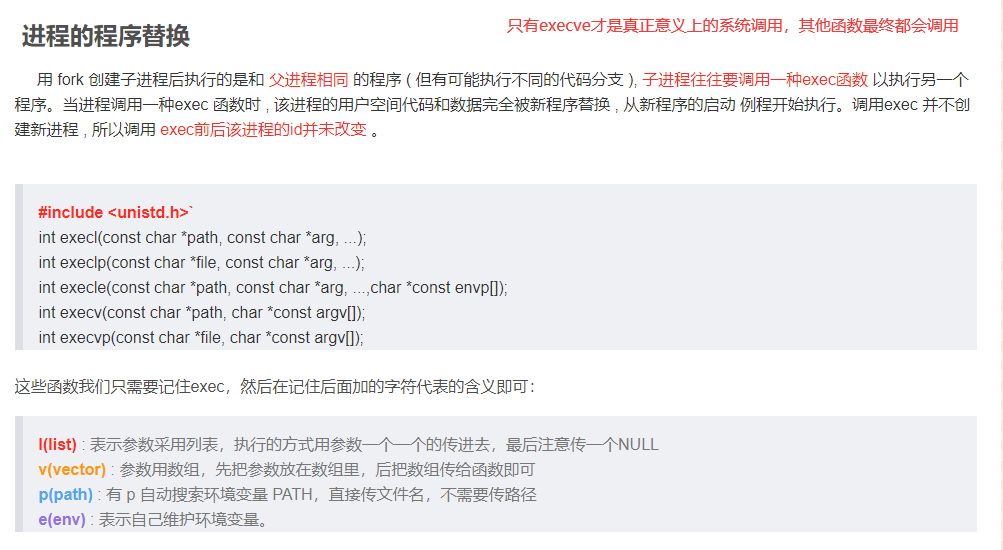 进程的程序替换
只有execve才是真正意义上的系统调用，其他函数最终都会调用
用 fork 创建子进程后执行的是和 父进程相同 的程序 ( 但有可能执行不同的代码分支 ), 子进程往往要调用一种exec函数 以执行另一个
程序。当进程调用一种exec 函数时 , 该进程的用户空间代码和数据完全被新程序替换 , 从新程序的启动 例程开始执行。调用exec 并不创
建新进程 , 所以调用 exec前后该进程的id并未改变 。
#include <unistd.h>`
int execl(const char *path, const char *arg, ...);
int execlp(const char *file, const char *arg, ...);
int execle(const char *path, const char *arg, ...,char *const envp[]);
int execv(const char *path, char *const argv[]);
int execvp(const char *file, char *const argv[]);
这些函数我们只需要记住exec，然后在记住后面加的字符代表的含义即可：
l(list) : 表示参数采用列表，执行的方式用参数一个一个的传进去，最后注意传一个NULL
v(vector) : 参数用数组，先把参数放在数组里，后把数组传给函数即可
p(path) : 有 p 自动搜索环境变量 PATH，直接传文件名，不需要传路径
e(env) : 表示自己维护环境变量。